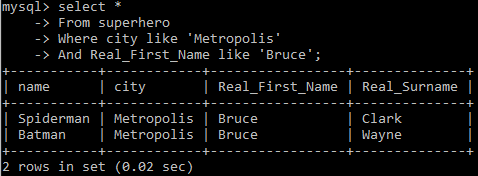 mysql> select *
    -> From superhero
    -> Where city like 'Metropolis'
    -> And Real_First_Name like 'Bruce';
+-----------+------------+-----------------+--------------+
| name      | city       | Real_First_Name | Real_Surname |
+-----------+------------+-----------------+--------------+
| Spiderman | Metropolis | Bruce           | Clark        |
| Batman    | Metropolis | Bruce           | Wayne        |
+-----------+------------+-----------------+--------------+
2 rows in set (0.02 sec)